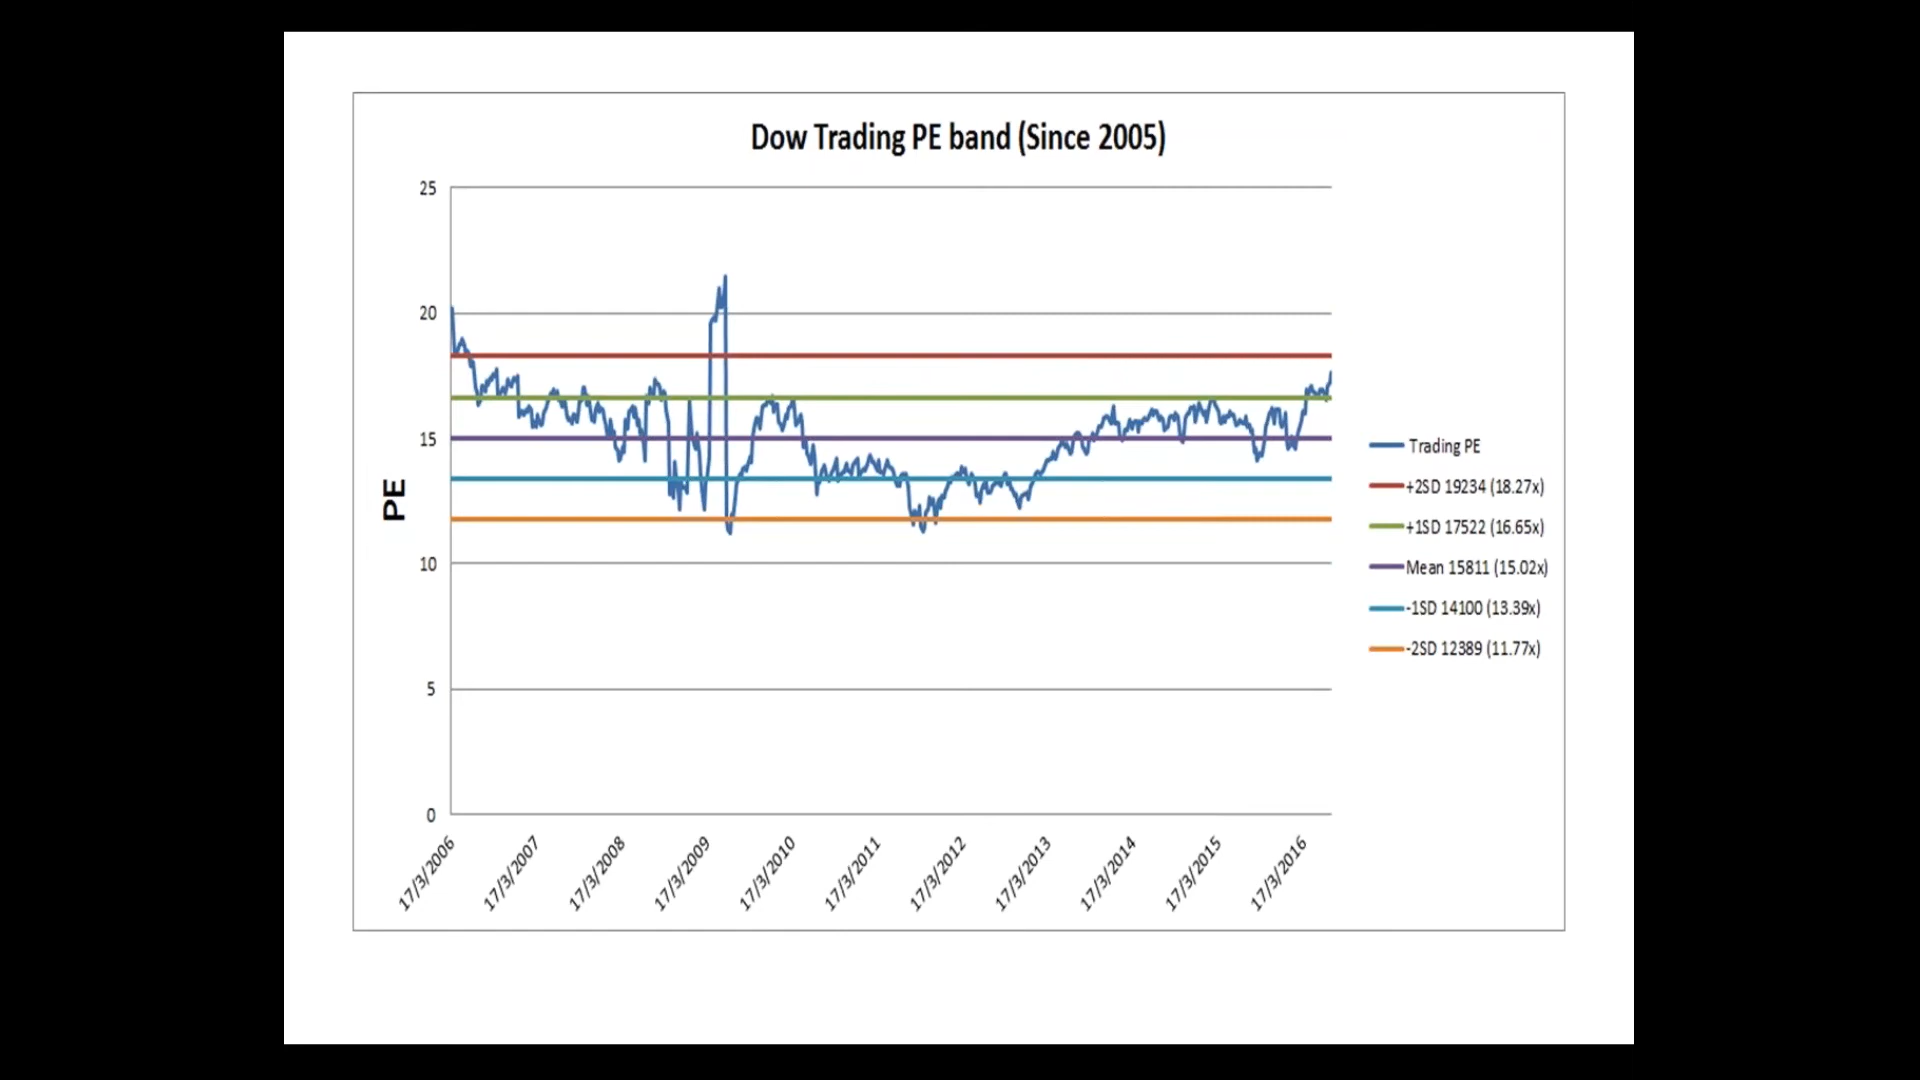 Dow Trading PE band (Since 2005)
25
20
15
10
5
0
PE
17/3/2006
17/3/2007
17/3/2008
17/3/2009
17/3/2010
17/3/2011
17/3/2012
17/3/2013
17/3/2014
17/3/2015
17/3/2016
Trading PE
+2SD 19234 (18.27x)
+1SD 17522 (16.65x)
Mean 15811 (15.02x)
-1SD 14100 (13.39x)
-2SD 12389 (11.77x)